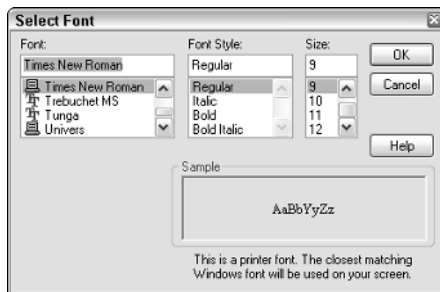 Select Font
Font:
Font Style:
Size:
Times New Roman
Regular
9
OK
Times New Roman
Regular
9
Cancel
Trebuchet MS
Italic
10
Tunga
Bold
11
Univers
Bold Italic
12
Help
Sample
AaBbYyZz
This is a printer font. The closest matching
Windows font will be used on your screen.